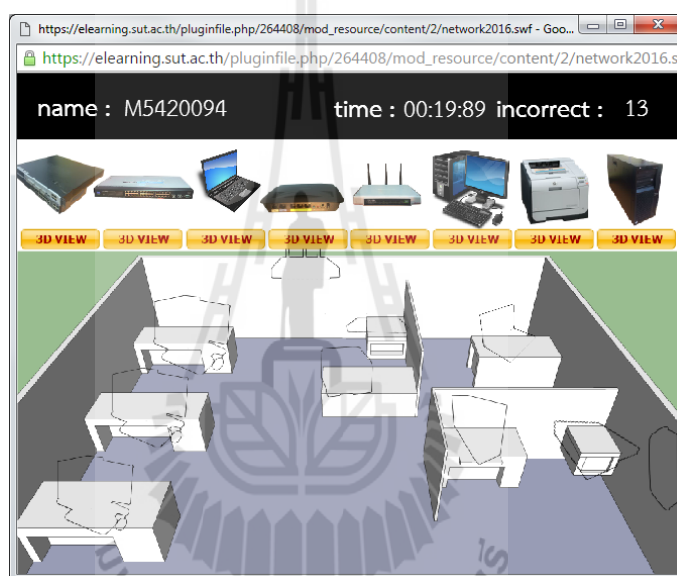 https://elearning.sut.ac.th/pluginfile.php/264408/mod_resource/content/2/network2016.swf - Goo...
https://elearning.sut.ac.th/pluginfile.php/264408/mod_resource/content/2/network2016.s
name : M5420094 time : 00:19:89 incorrect : 13
3D VIEW 3D VIEW 3D VIEW 3D VIEW 3D VIEW 3D VIEW 3D VIEW 3D VIEW